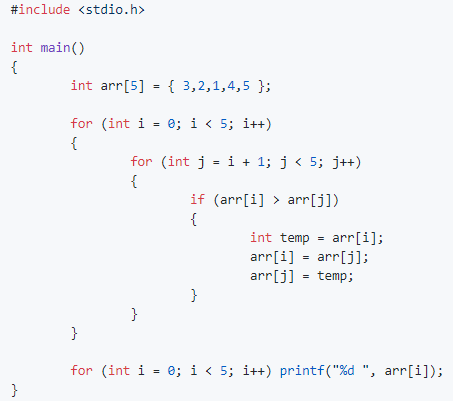 #include <stdio.h>

int main()
{
        int arr[5] = { 3,2,1,4,5 };

        for (int i = 0; i < 5; i++)
        {
                for (int j = i + 1; j < 5; j++)
                {
                        if (arr[i] > arr[j])
                        {
                                int temp = arr[i];
                                arr[i] = arr[j];
                                arr[j] = temp;
                        }
                }
        }

        for (int i = 0; i < 5; i++) printf("%d ", arr[i]);
}